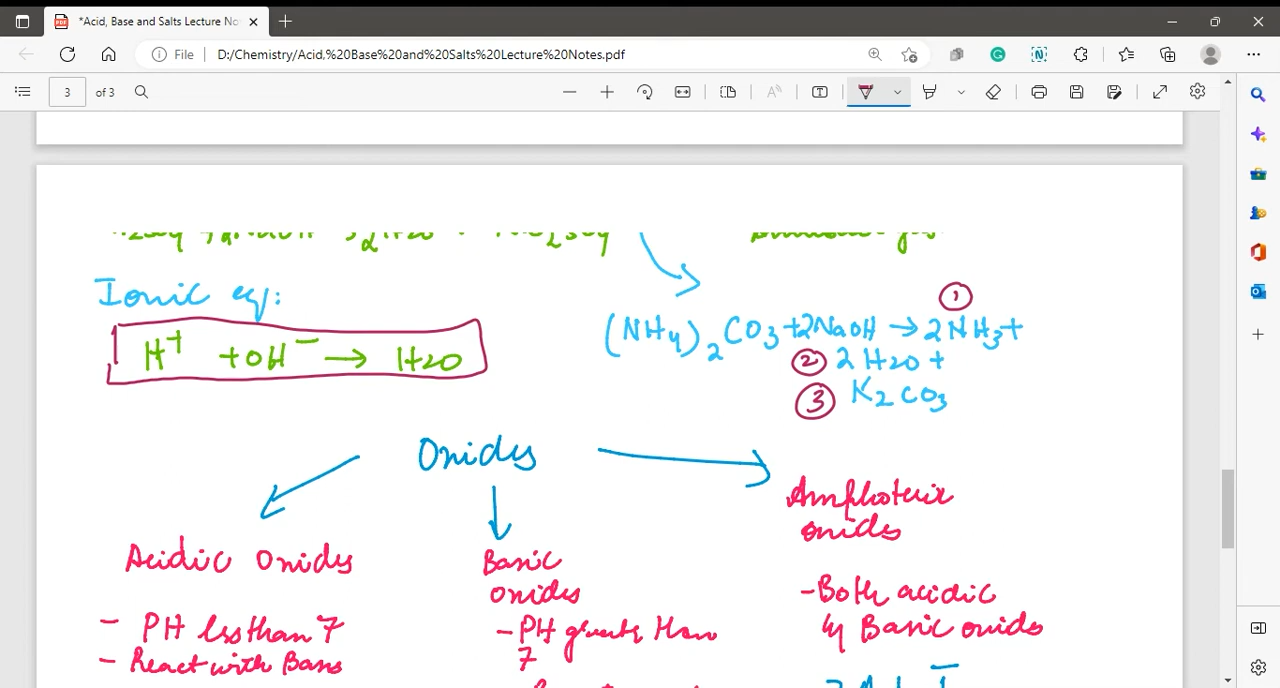 *Acid, Base and Salts Lecture No
File
D:/Chemistry/Acid,%20Base%20and%20Salts%20Lecture%20Notes.pdf
3 of 3
Ionic eq:
H+ + OH− → H2O
①
(NH4)2CO3 + 2NaOH → 2NH3 +
② 2H2O +
③ K2CO3
Oxides
Acidic Oxides
- PH less than 7
- React with Bases
Basic
oxides
- PH greater than
7
Amphoteric
oxides
- Both acidic
& Basic oxides